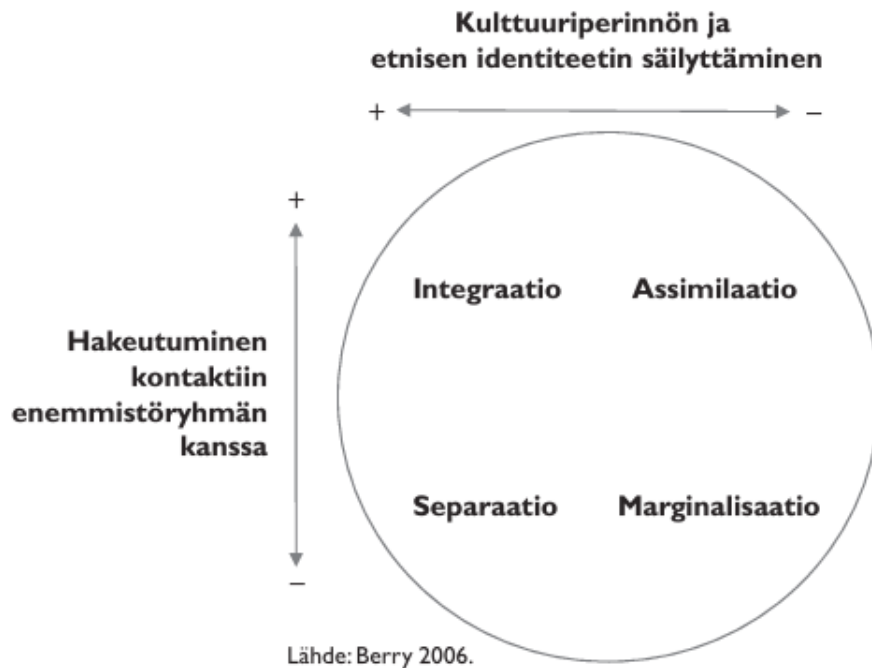 Kulttuuriperinnön ja
etnisen identiteetin säilyttäminen
+ –
+
Integraatio Assimilaatio
Hakeutuminen
kontaktiin
enemmistöryhmän
kanssa
Separaatio Marginalisaatio
–
Lähde: Berry 2006.